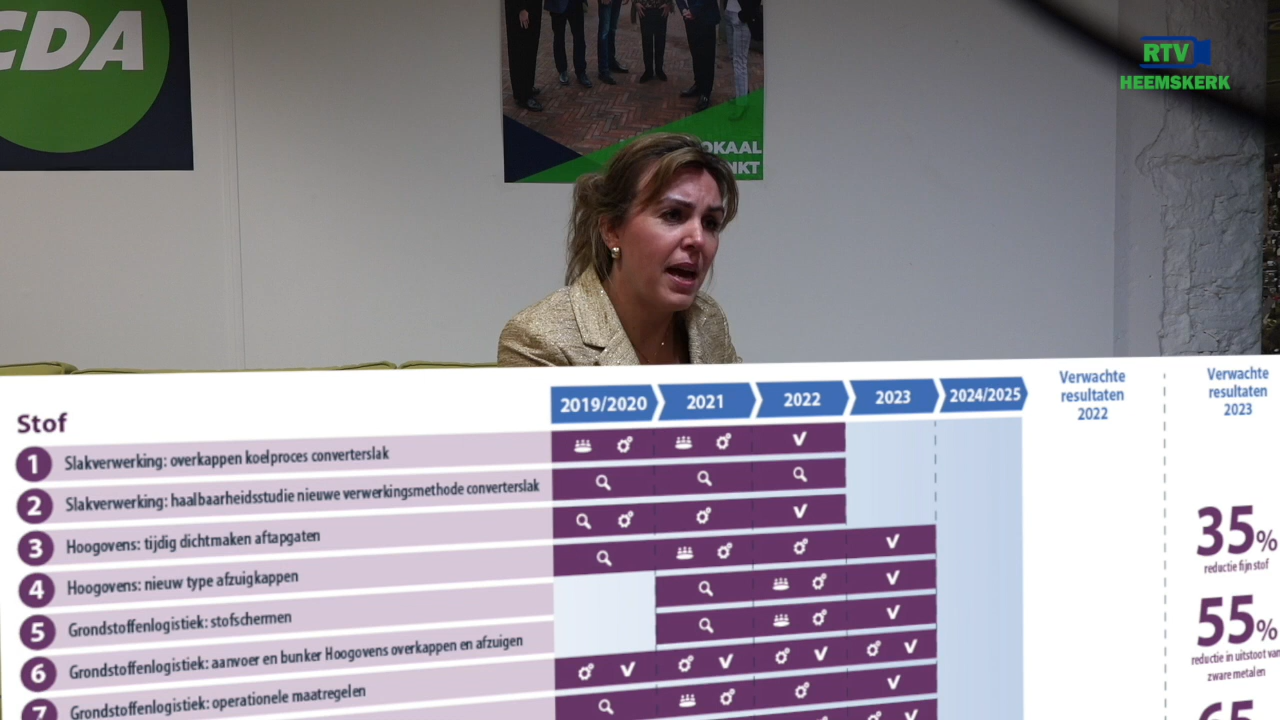 CDA
OKAAL
NKT
RTV
HEEMSKERK
Stof
2019/2020
2021
2022
2023
2024/2025
Verwachte
resultaten
2022
Verwachte
resultaten
2023
1 Slakverwerking: overkappen koelproces converterslak
2 Slakverwerking: haalbaarheidsstudie nieuwe verwerkingsmethode converterslak
3 Hoogovens: tijdig dichtmaken aftapgaten
4 Hoogovens: nieuw type afzuigkappen
5 Grondstoffenlogistiek: stofschermen
6 Grondstoffenlogistiek: aanvoer en bunker Hoogovens overkappen en afzuigen
7 Grondstoffenlogistiek: operationele maatregelen
35%
reductie fijn stof
55%
reductie in uitstoot van
zware metalen
65